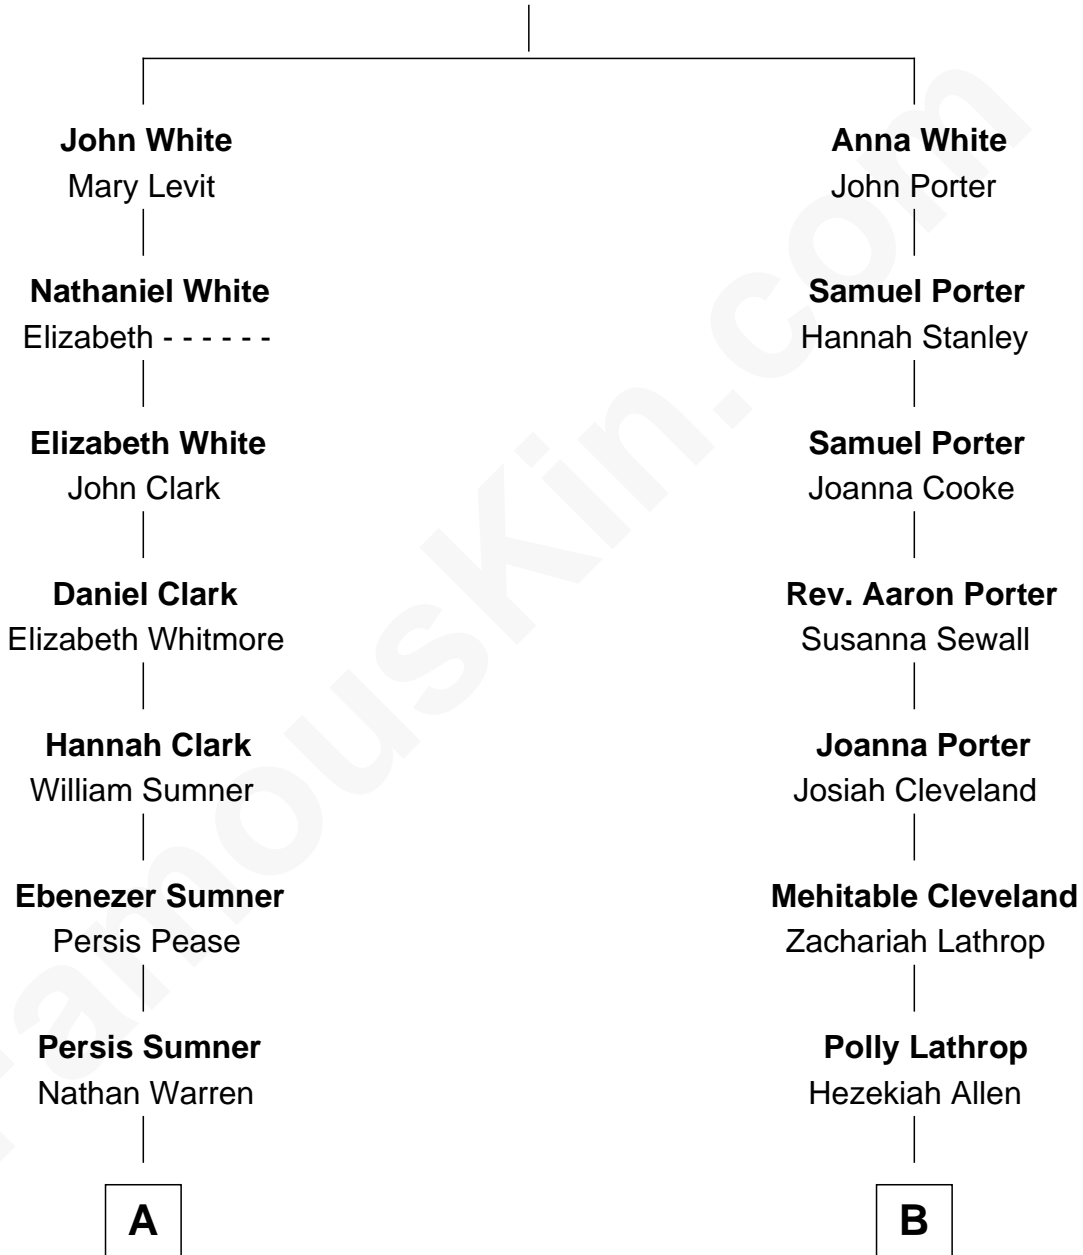 John White
Mary Levit
Nathaniel White
Elizabeth - - - - - -
Elizabeth White
John Clark
Daniel Clark
Elizabeth Whitmore
Hannah Clark
William Sumner
Ebenezer Sumner
Persis Pease
Persis Sumner
Nathan Warren
A
Anna White
John Porter
Samuel Porter
Hannah Stanley
Samuel Porter
Joanna Cooke
Rev. Aaron Porter
Susanna Sewall
Joanna Porter
Josiah Cleveland
Mehitable Cleveland
Zachariah Lathrop
Polly Lathrop
Hezekiah Allen
B
FamousKin.com